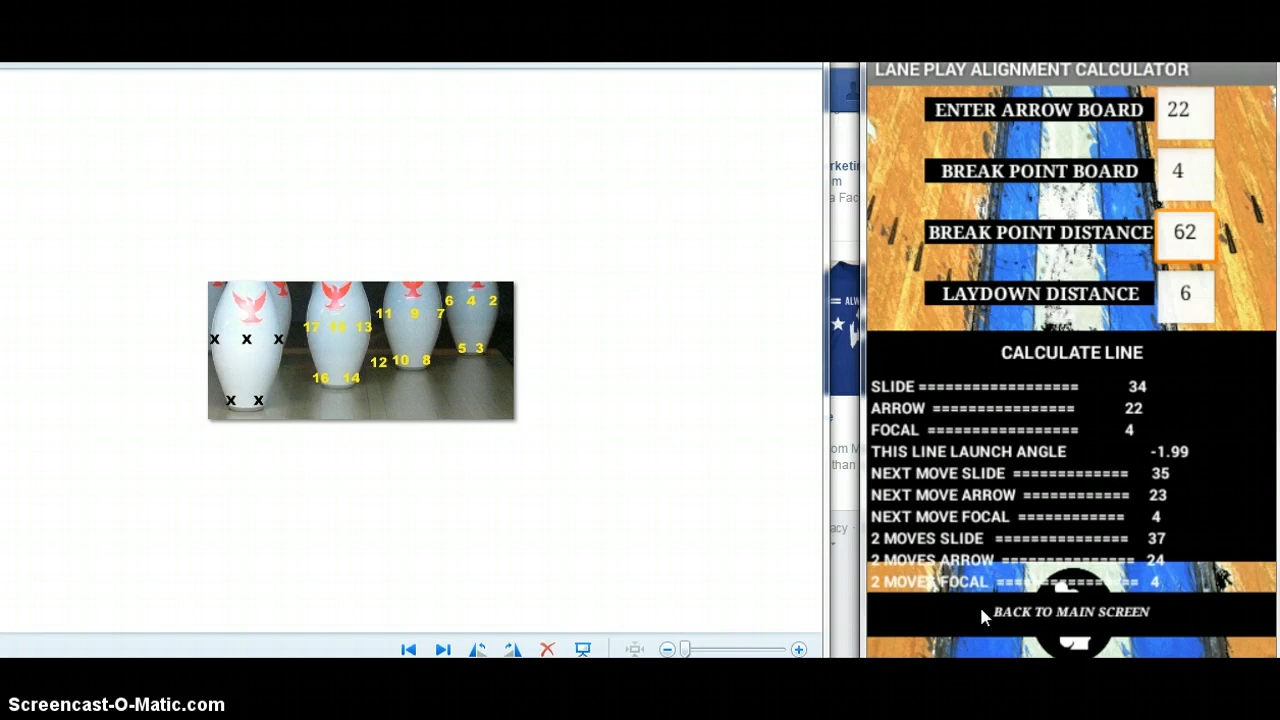 LANE PLAY ALIGNMENT CALCULATOR
ENTER ARROW BOARD 22
BREAK POINT BOARD 4
BREAK POINT DISTANCE 62
LAYDOWN DISTANCE 6
CALCULATE LINE
SLIDE ================== 34
ARROW ================ 22
FOCAL ================= 4
THIS LINE LAUNCH ANGLE -1.99
NEXT MOVE SLIDE ============= 35
NEXT MOVE ARROW ============ 23
NEXT MOVE FOCAL ============ 4
2 MOVES SLIDE =============== 37
2 MOVES ARROW =============== 24
2 MOVES FOCAL ================ 4
BACK TO MAIN SCREEN
6 4 2
11 9 7
17 15 13
X X X
5 3
12 10 8
16 14
X X
a Fac
ALW
than
Screencast-O-Matic.com